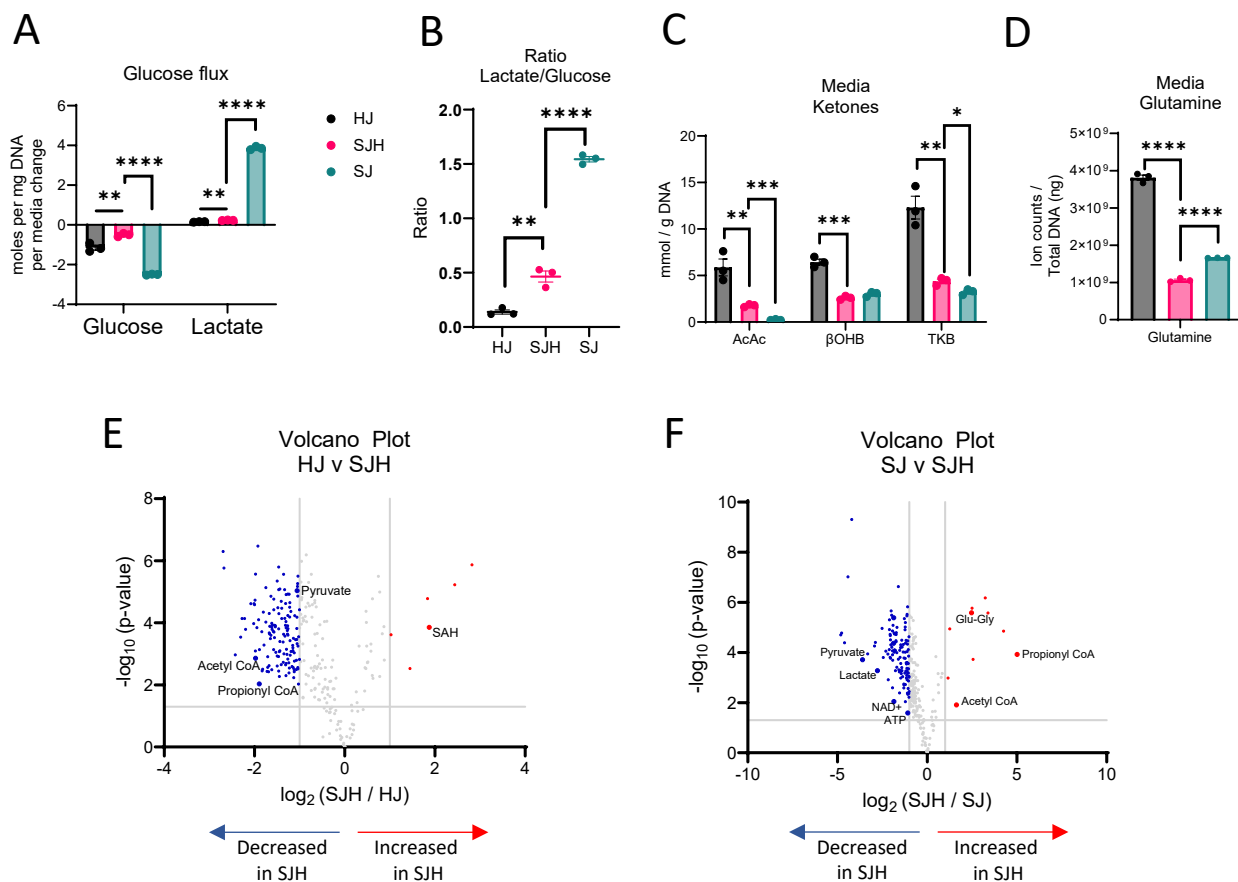 A
Glucose flux
moles per mg DNA
per media change
6
4
2
0
-2
-4
**
****
**
****
Glucose
Lactate
HJ
SJH
SJ
B
Ratio
Lactate/Glucose
Ratio
2.0
1.5
1.0
0.5
0.0
**
****
HJ
SJH
SJ
C
Media
Ketones
mmol / g DNA
20
15
10
5
0
**
***
***
**
*
AcAc
βOHB
TKB
D
Media
Glutamine
Ion counts /
Total DNA (ng)
5×10⁹
4×10⁹
3×10⁹
2×10⁹
1×10⁹
0
****
****
Glutamine
E
Volcano Plot
HJ v SJH
-log₁₀ (p-value)
8
6
4
2
0
Pyruvate
SAH
Acetyl CoA
Propionyl CoA
-4
-2
0
2
4
log₂ (SJH / HJ)
Decreased
in SJH
Increased
in SJH
F
Volcano Plot
SJ v SJH
-log₁₀ (p-value)
10
8
6
4
2
0
Glu-Gly
Pyruvate
Propionyl CoA
Lactate
NAD+
Acetyl CoA
ATP
-10
-5
0
5
10
log₂ (SJH / SJ)
Decreased
in SJH
Increased
in SJH